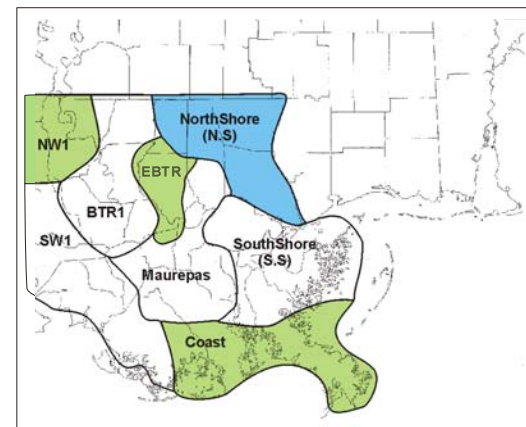 NorthShore
(N.S)
NW1
EBTR
BTR1
SW1
SouthShore
(S.S)
Maurepas
Coast